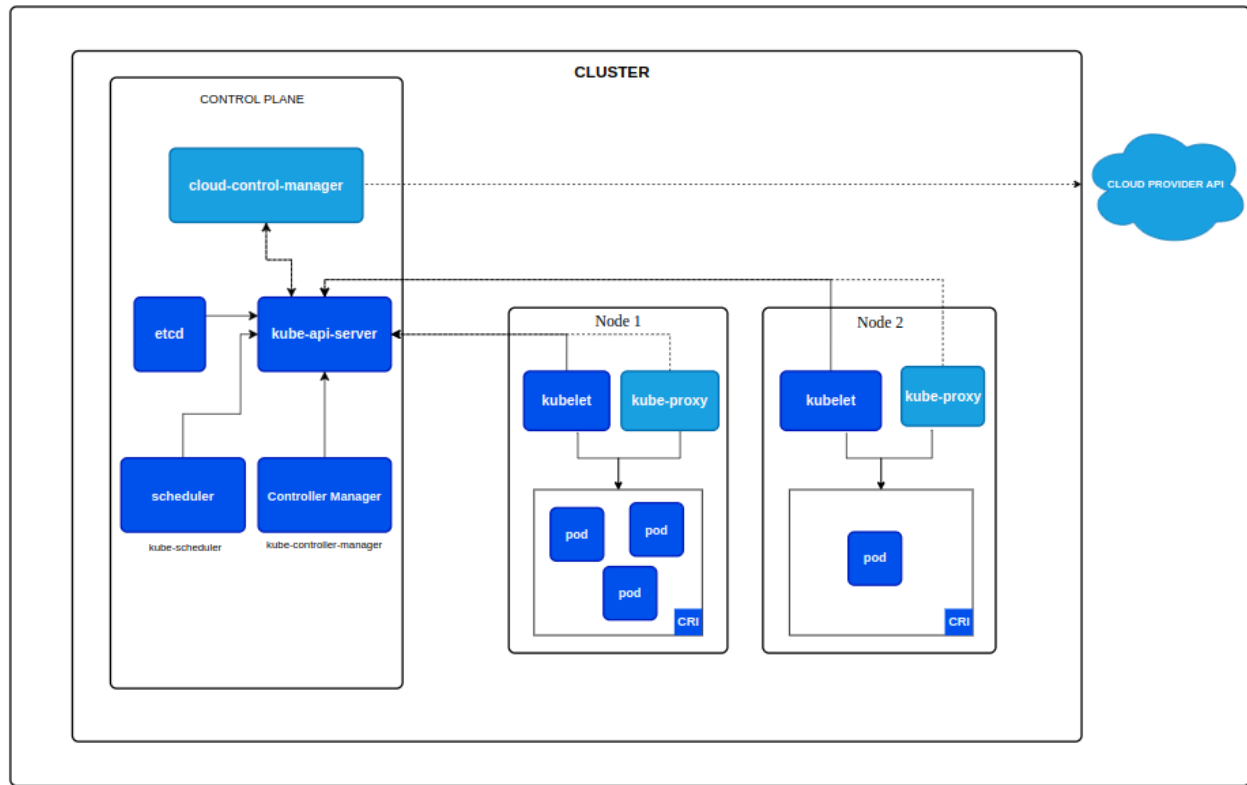 CLUSTER
CONTROL PLANE
cloud-control-manager
CLOUD PROVIDER API
etcd
kube-api-server
scheduler
kube-scheduler
Controller Manager
kube-controller-manager
Node 1
kubelet
kube-proxy
pod
pod
pod
CRI
Node 2
kubelet
kube-proxy
pod
CRI